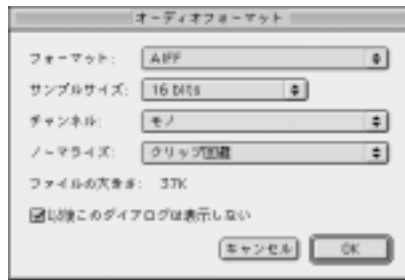 オーディオフォーマット
フォーマット: AIFF
サンプルサイズ: 16 bits
チャンネル: モノ
ノーマライズ: クリップ回避
ファイルの大きさ: 37K
以後このダイアログは表示しない
キャンセル OK